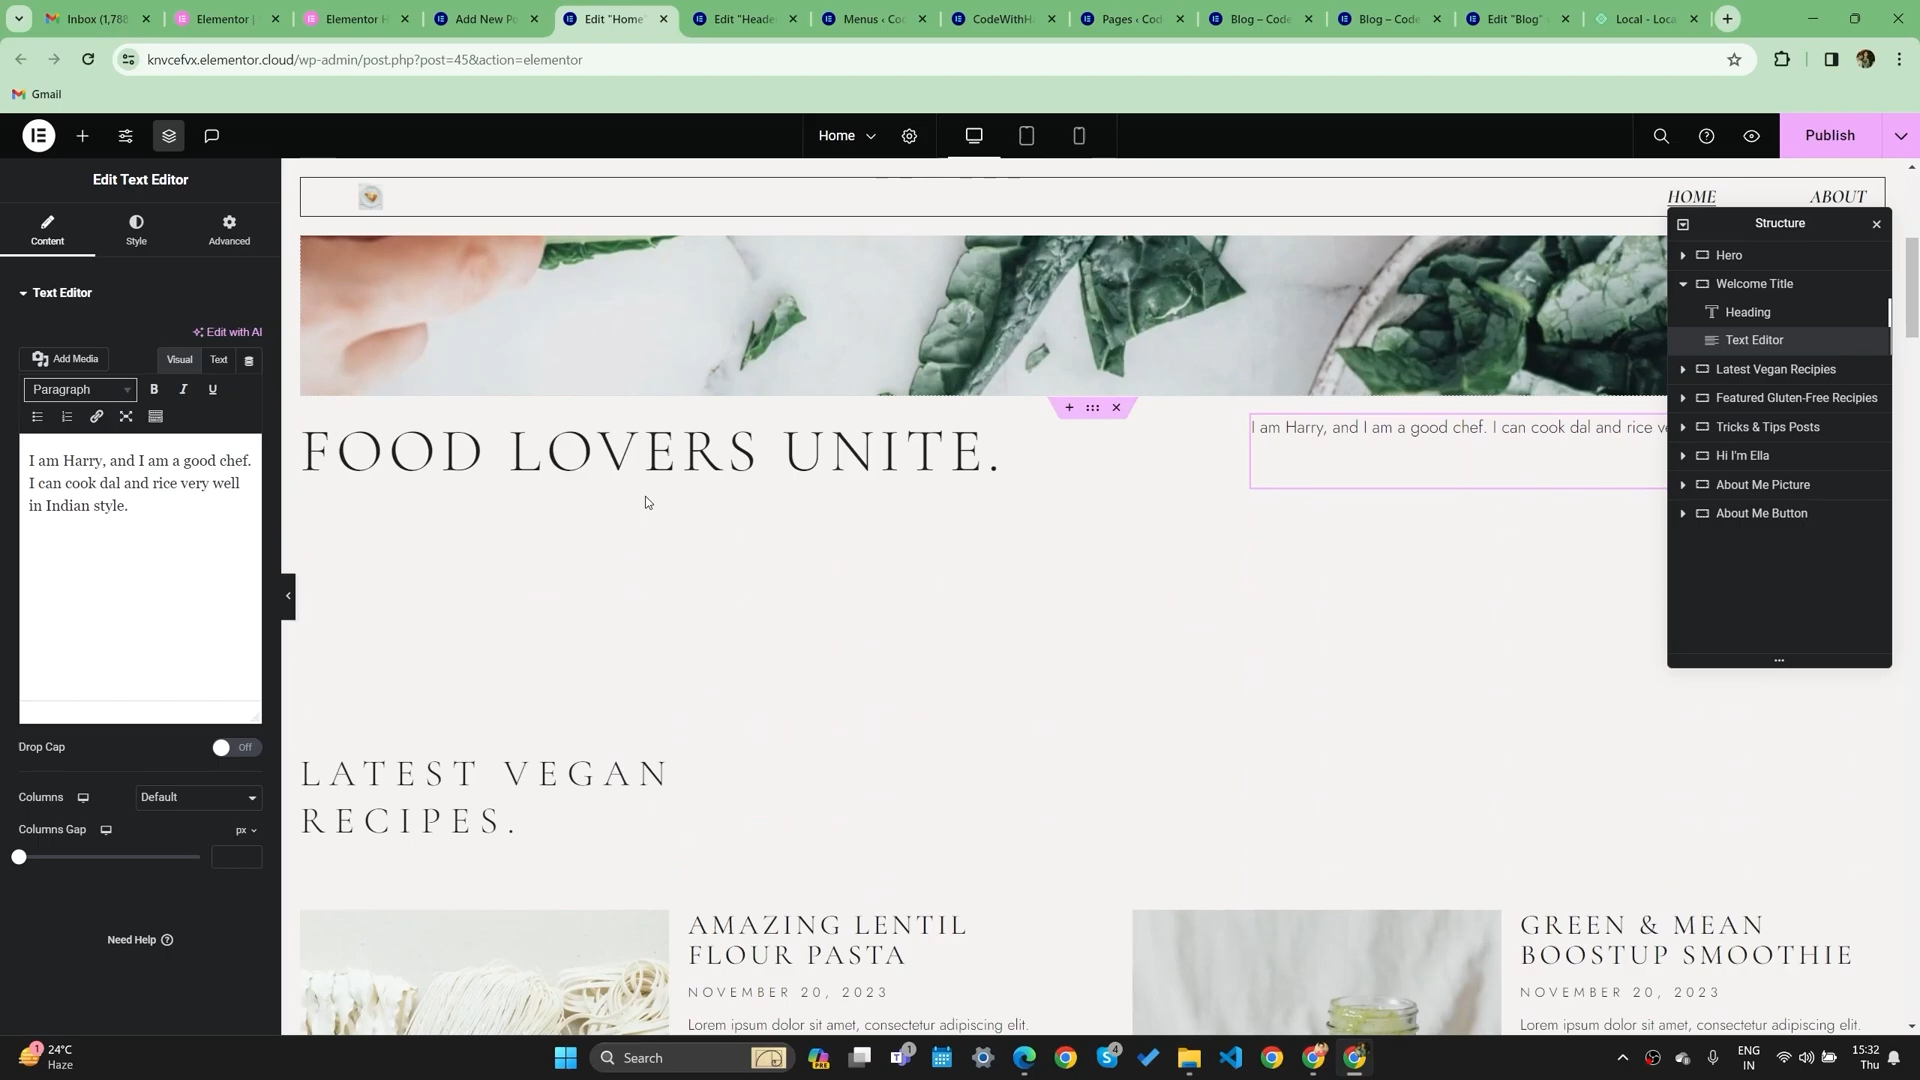 Inbox (1,788
Elementor |
Elementor H
Add New Po
Edit "Home"
Edit "Heade
Menus ‹ Co
CodeWithH
Pages ‹ Cod
Blog – Code
Blog – Code
Edit "Blog"
Local - Loca
knvcefvx.elementor.cloud/wp-admin/post.php?post=45&action=elementor
Gmail
Home
Publish
Edit Text Editor
Content
Style
Advanced
Text Editor
Edit with AI
Add Media
Visual
Text
Paragraph
B
I
U
I am Harry, and I am a good chef.
I can cook dal and rice very well
in Indian style.
Drop Cap
Off
Columns
Default
Columns Gap
px
Need Help
HOME
ABOUT
FOOD LOVERS UNITE.
I am Harry, and I am a good chef. I can cook dal and rice ve
LATEST VEGAN
RECIPES.
AMAZING LENTIL
FLOUR PASTA
NOVEMBER 20, 2023
Lorem ipsum dolor sit amet, consectetur adipiscing elit.
GREEN & MEAN
BOOSTUP SMOOTHIE
NOVEMBER 20, 2023
Lorem ipsum dolor sit amet, consectetur adipiscing elit.
Structure
Hero
Welcome Title
Heading
Text Editor
Latest Vegan Recipies
Featured Gluten-Free Recipies
Tricks & Tips Posts
Hi I'm Ella
About Me Picture
About Me Button
1
24°C
Haze
Search
PRE
1
4
ENG
IN
15:32
Thu